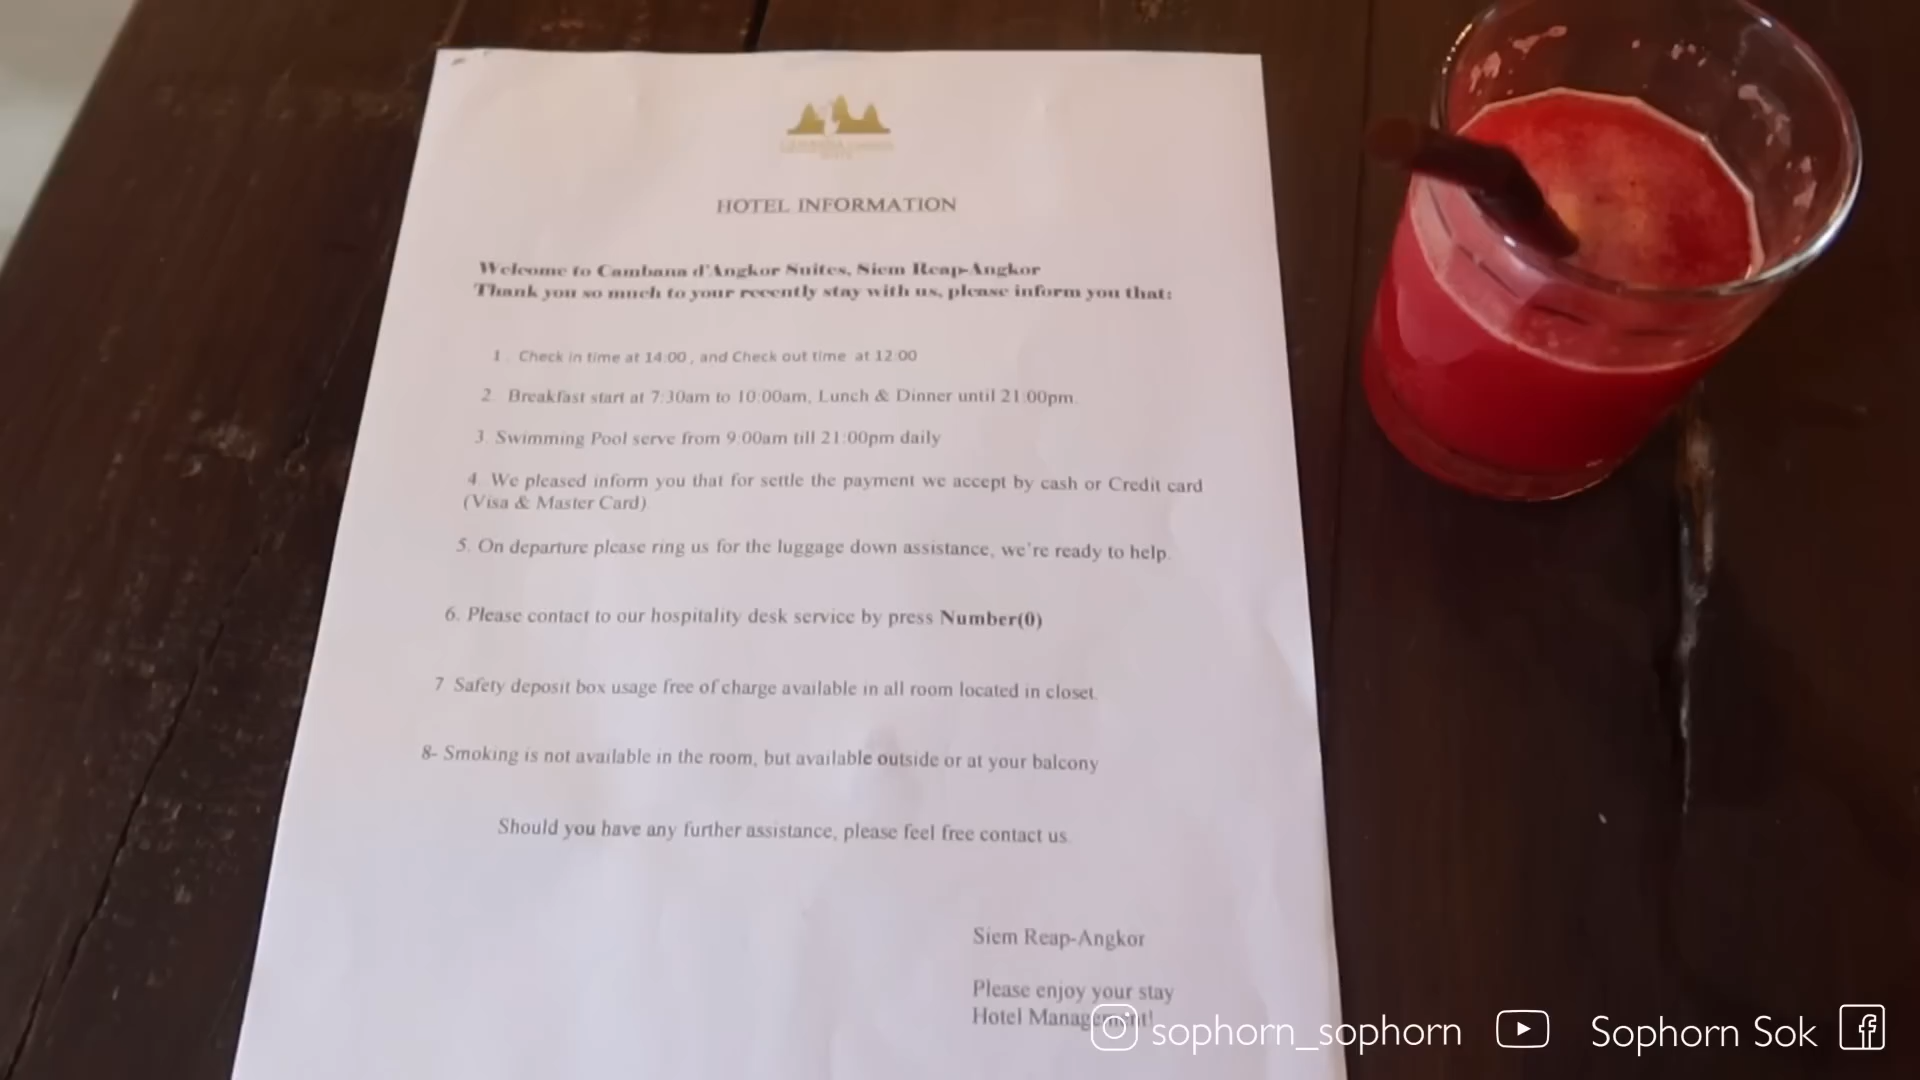 HOTEL INFORMATION
Welcome to Cambana d'Angkor Suites, Siem Reap-Angkor
Thank you so much to your recently stay with us, please inform you that:
1. Check in time at 14:00, and Check out time at 12:00
2. Breakfast start at 7:30am to 10:00am, Lunch & Dinner until 21:00pm.
3. Swimming Pool serve from 9:00am till 21:00pm daily
4. We pleased inform you that for settle the payment we accept by cash or Credit card
(Visa & Master Card)
5. On departure please ring us for the luggage down assistance, we're ready to help.
6. Please contact to our hospitality desk service by press Number(0)
7 Safety deposit box usage free of charge available in all room located in closet.
8- Smoking is not available in the room, but available outside or at your balcony
Should you have any further assistance, please feel free contact us
Siem Reap-Angkor
Please enjoy your stay
Hotel Management!
sophorn_sophorn Sophorn Sok